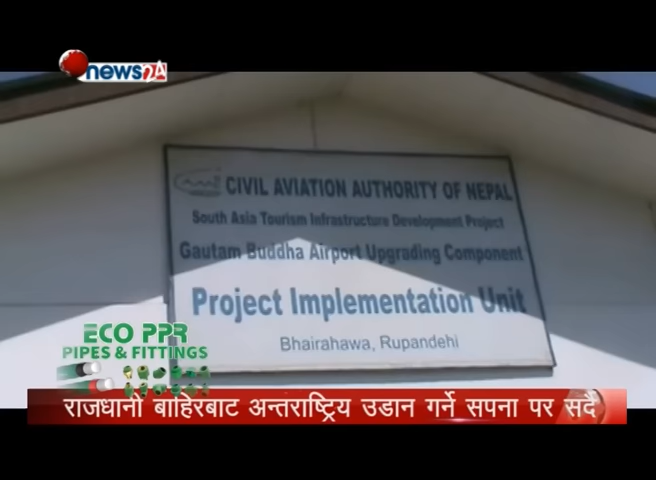 news24
CIVIL AVIATION AUTHORITY OF NEPAL
South Asia Tourism Infrastructure Development Project
Gautam Buddha Airport Upgrading Component
Project Implementation Unit
Bhairahawa, Rupandehi
ECO PPR
PIPES & FITTINGS
राजधानी बाहिरबाट अन्तराष्ट्रिय उडान गर्ने सपना पर सर्दै